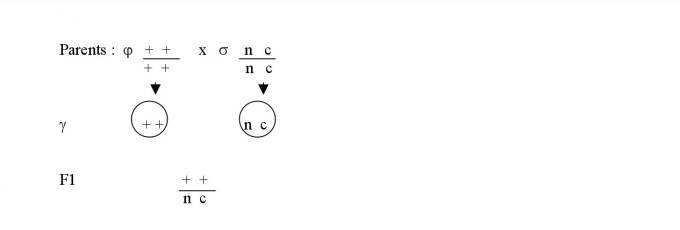 Parents : φ + + x σ n c
+ + n c
γ ++ n c
F1 + +
n c